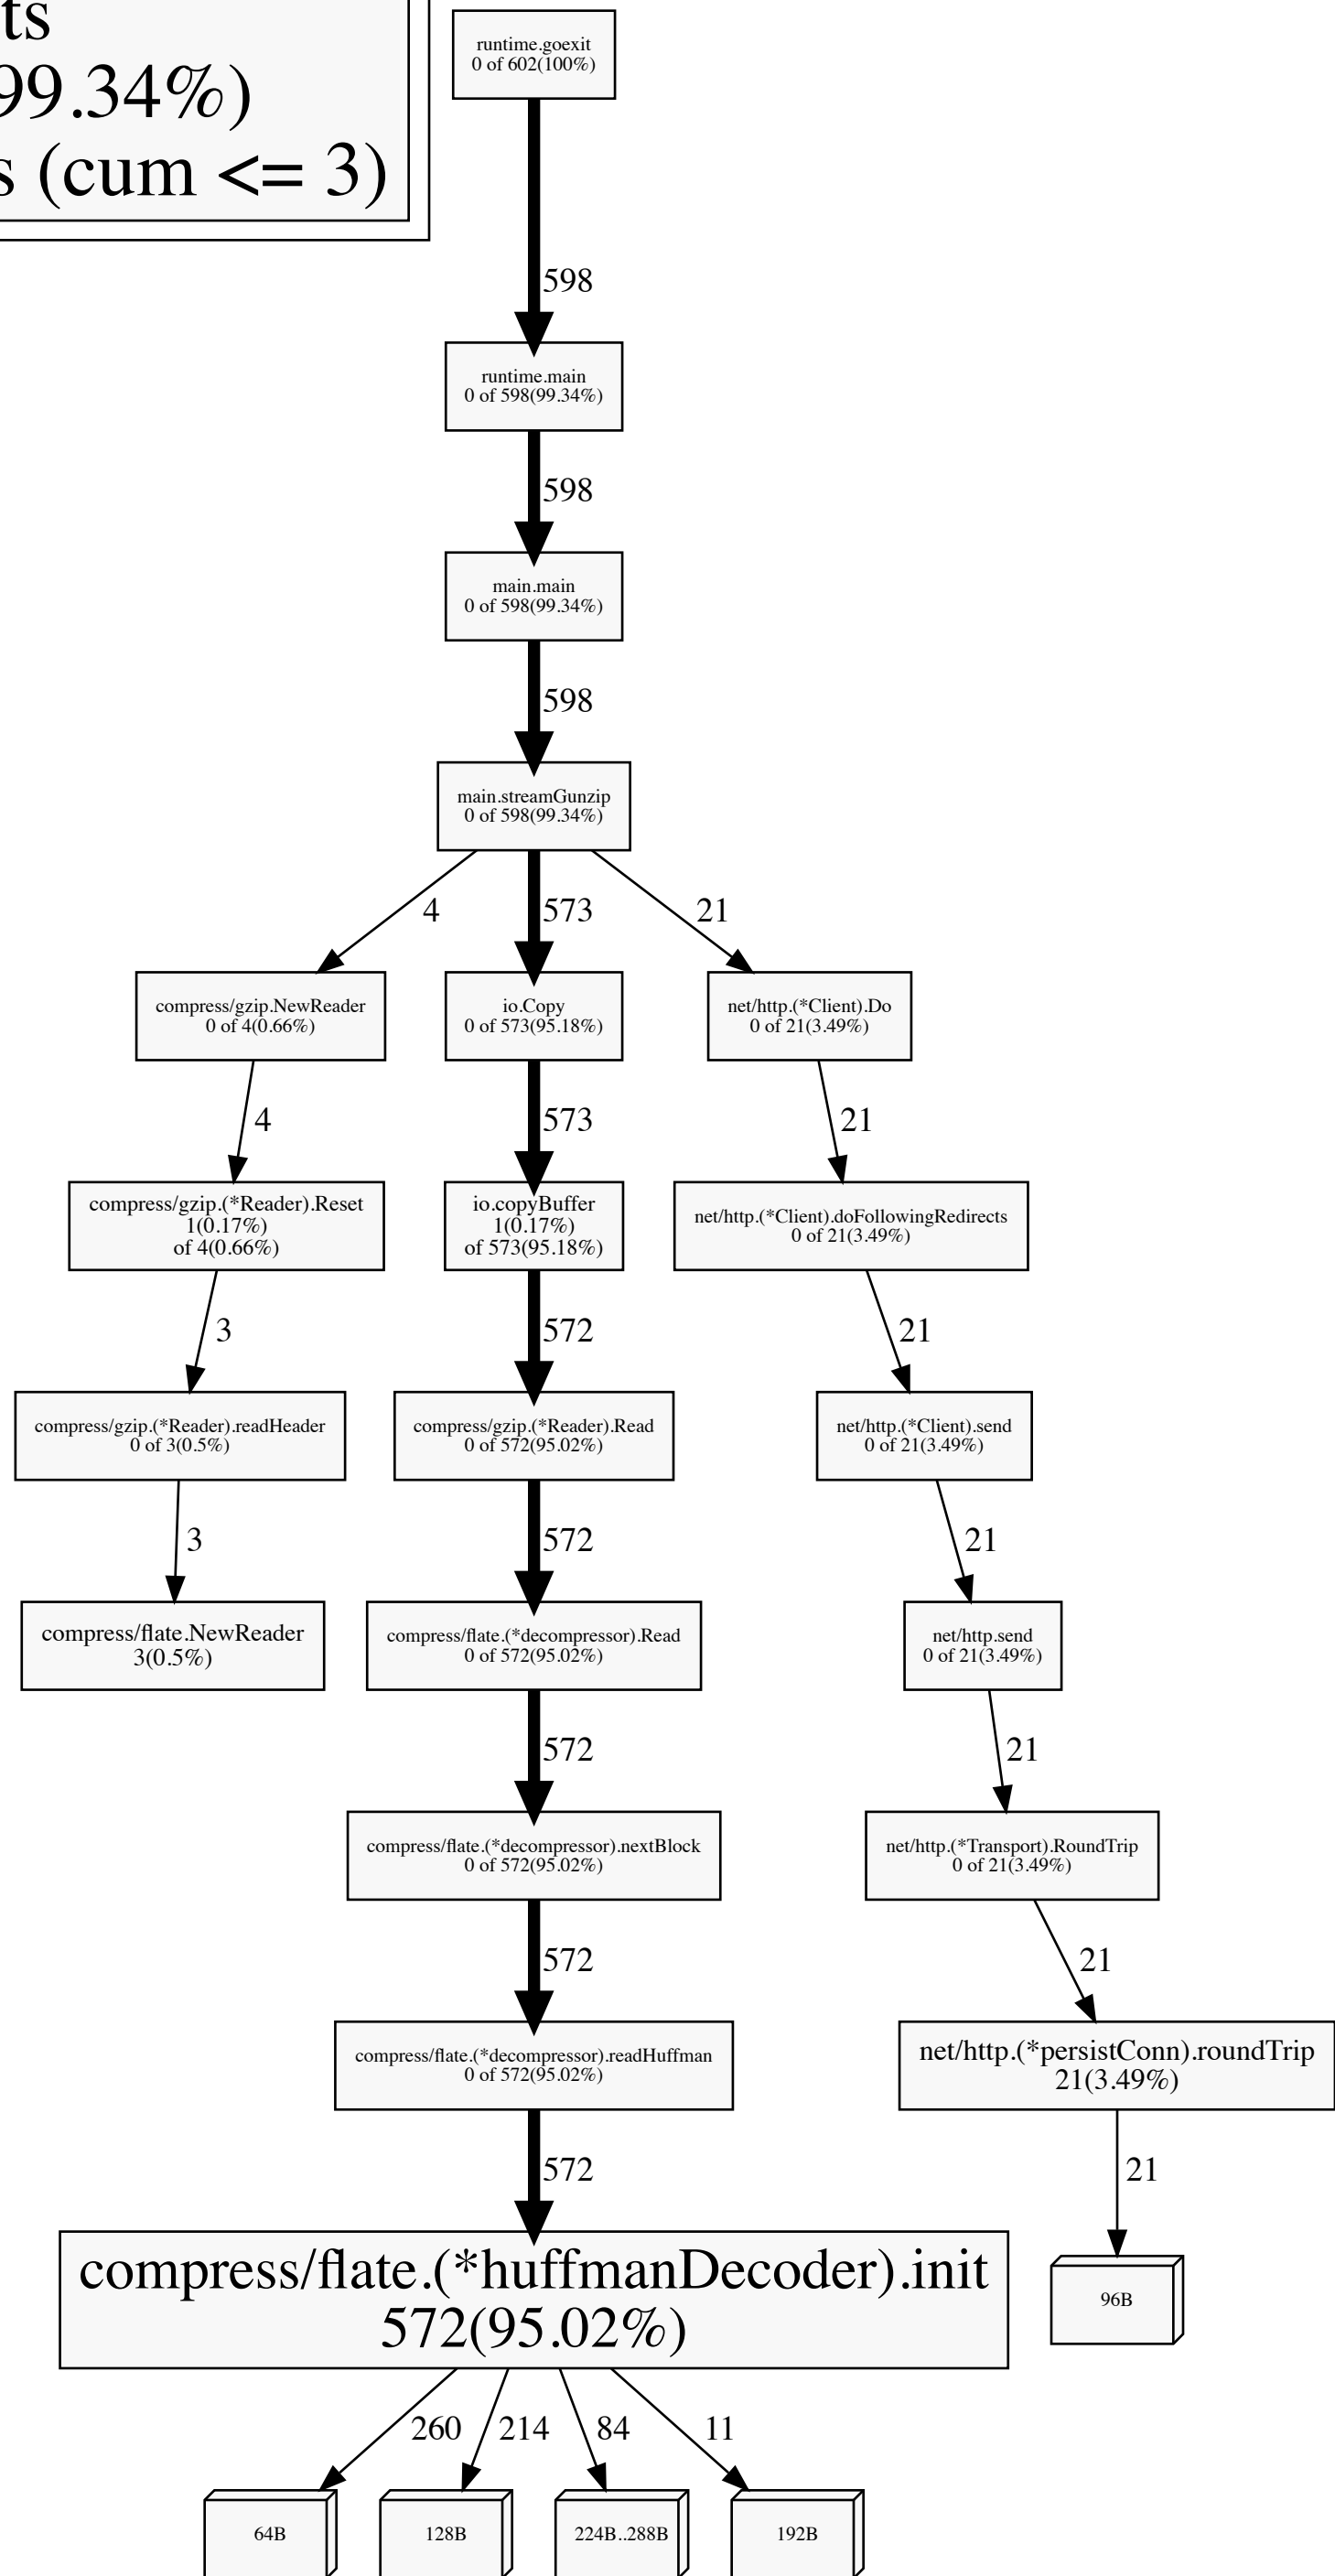 ts
99.34%)
s (cum <= 3)
runtime.goexit
0 of 602(100%)
598
runtime.main
0 of 598(99.34%)
598
main.main
0 of 598(99.34%)
598
main.streamGunzip
0 of 598(99.34%)
4
573
21
compress/gzip.NewReader
0 of 4(0.66%)
io.Copy
0 of 573(95.18%)
net/http.(*Client).Do
0 of 21(3.49%)
4
573
21
compress/gzip.(*Reader).Reset
1(0.17%)
of 4(0.66%)
io.copyBuffer
1(0.17%)
of 573(95.18%)
net/http.(*Client).doFollowingRedirects
0 of 21(3.49%)
3
572
21
compress/gzip.(*Reader).readHeader
0 of 3(0.5%)
compress/gzip.(*Reader).Read
0 of 572(95.02%)
net/http.(*Client).send
0 of 21(3.49%)
3
572
21
compress/flate.NewReader
3(0.5%)
compress/flate.(*decompressor).Read
0 of 572(95.02%)
net/http.send
0 of 21(3.49%)
572
21
compress/flate.(*decompressor).nextBlock
0 of 572(95.02%)
net/http.(*Transport).RoundTrip
0 of 21(3.49%)
572
21
compress/flate.(*decompressor).readHuffman
0 of 572(95.02%)
net/http.(*persistConn).roundTrip
21(3.49%)
572
21
compress/flate.(*huffmanDecoder).init
572(95.02%)
96B
260
214
84
11
64B
128B
224B..288B
192B